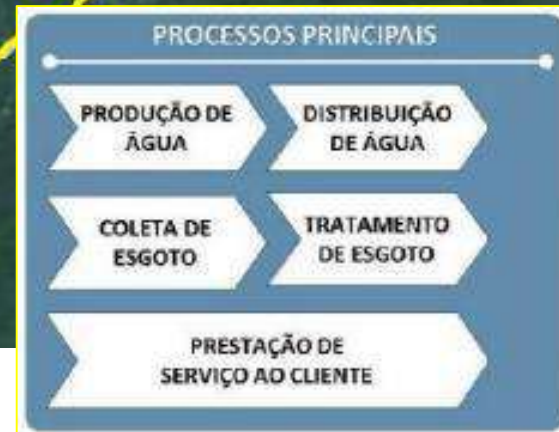 PROCESSOS PRINCIPAIS
PRODUÇÃO DE
ÁGUA
DISTRIBUIÇÃO
DE ÁGUA
COLETA DE
ESGOTO
TRATAMENTO
DE ESGOTO
PRESTAÇÃO DE
SERVIÇO AO CLIENTE